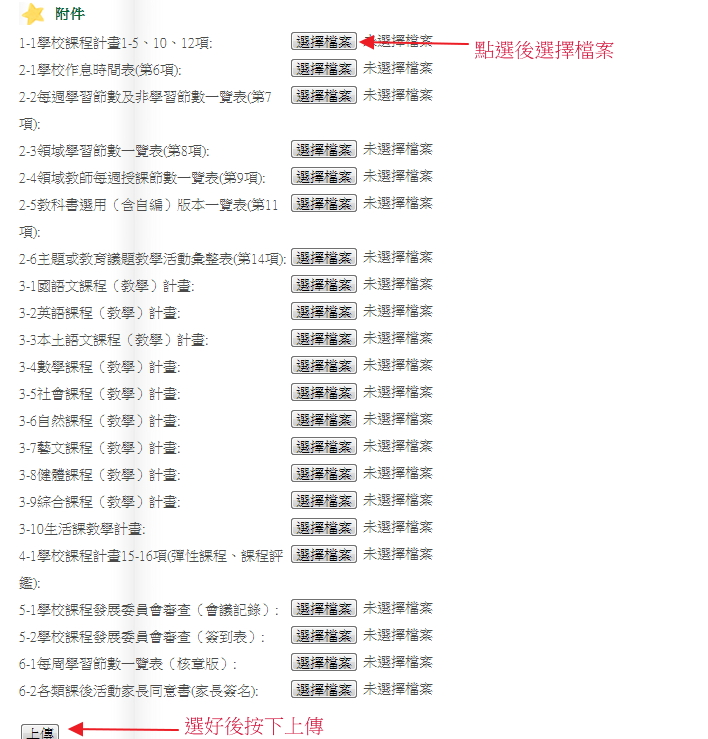 附件
1-1學校課程計畫1-5、10、12項: 選擇檔案 未選擇檔案 點選後選擇檔案
2-1學校作息時間表(第6項): 選擇檔案 未選擇檔案
2-2每週學習節數及非學習節數一覽表(第7 選擇檔案 未選擇檔案
項):
2-3領域學習節數一覽表(第8項): 選擇檔案 未選擇檔案
2-4領域教師每週授課節數一覽表(第9項): 選擇檔案 未選擇檔案
2-5教科書選用（含自編）版本一覽表(第11 選擇檔案 未選擇檔案
項):
2-6主題或教育議題教學活動彙整表(第14項): 選擇檔案 未選擇檔案
3-1國語文課程（教學）計畫: 選擇檔案 未選擇檔案
3-2英語課程（教學）計畫: 選擇檔案 未選擇檔案
3-3本土語文課程（教學）計畫: 選擇檔案 未選擇檔案
3-4數學課程（教學）計畫: 選擇檔案 未選擇檔案
3-5社會課程（教學）計畫: 選擇檔案 未選擇檔案
3-6自然課程（教學）計畫: 選擇檔案 未選擇檔案
3-7藝文課程（教學）計畫: 選擇檔案 未選擇檔案
3-8健體課程（教學）計畫: 選擇檔案 未選擇檔案
3-9綜合課程（教學）計畫: 選擇檔案 未選擇檔案
3-10生活課教學計畫: 選擇檔案 未選擇檔案
4-1學校課程計畫15-16項(彈性課程、課程評 選擇檔案 未選擇檔案
鑑):
5-1學校課程發展委員會審查（會議記錄）: 選擇檔案 未選擇檔案
5-2學校課程發展委員會審查（簽到表）: 選擇檔案 未選擇檔案
6-1每周學習節數一覽表（核章版）: 選擇檔案 未選擇檔案
6-2各類課後活動家長同意書(家長簽名): 選擇檔案 未選擇檔案
上傳 選好後按下上傳